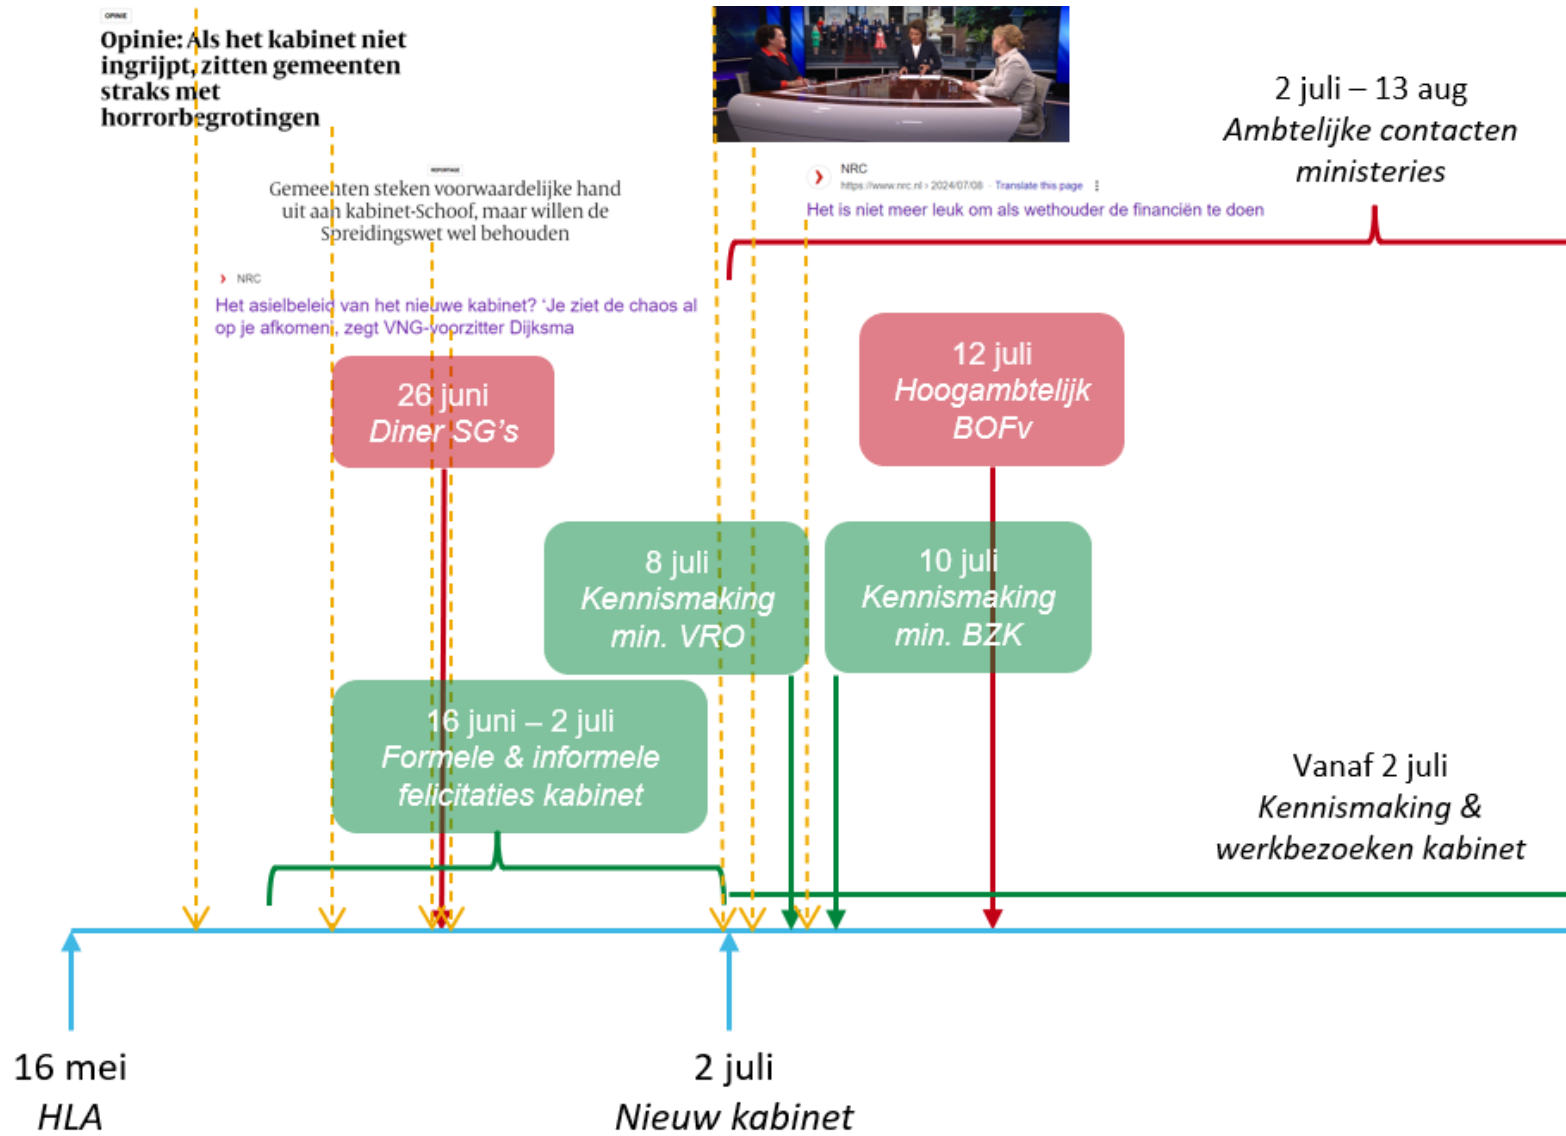 OPINIE
Opinie: Als het kabinet niet
ingrijpt, zitten gemeenten
straks met
horrorbegrotingen
REPORTAGE
Gemeenten steken voorwaardelijke hand
uit aan kabinet-Schoof, maar willen de
Spreidingswet wel behouden
NRC
Het asielbeleid van het nieuwe kabinet? ‘Je ziet de chaos al
op je afkomen’, zegt VNG-voorzitter Dijksma
NRC
https://www.nrc.nl › 2024/07/08 · Translate this page
Het is niet meer leuk om als wethouder de financiën te doen
2 juli – 13 aug
Ambtelijke contacten
ministeries
26 juni
Diner SG’s
12 juli
Hoogambtelijk
BOFv
8 juli
Kennismaking
min. VRO
10 juli
Kennismaking
min. BZK
16 juni – 2 juli
Formele & informele
felicitaties kabinet
Vanaf 2 juli
Kennismaking &
werkbezoeken kabinet
16 mei
HLA
2 juli
Nieuw kabinet